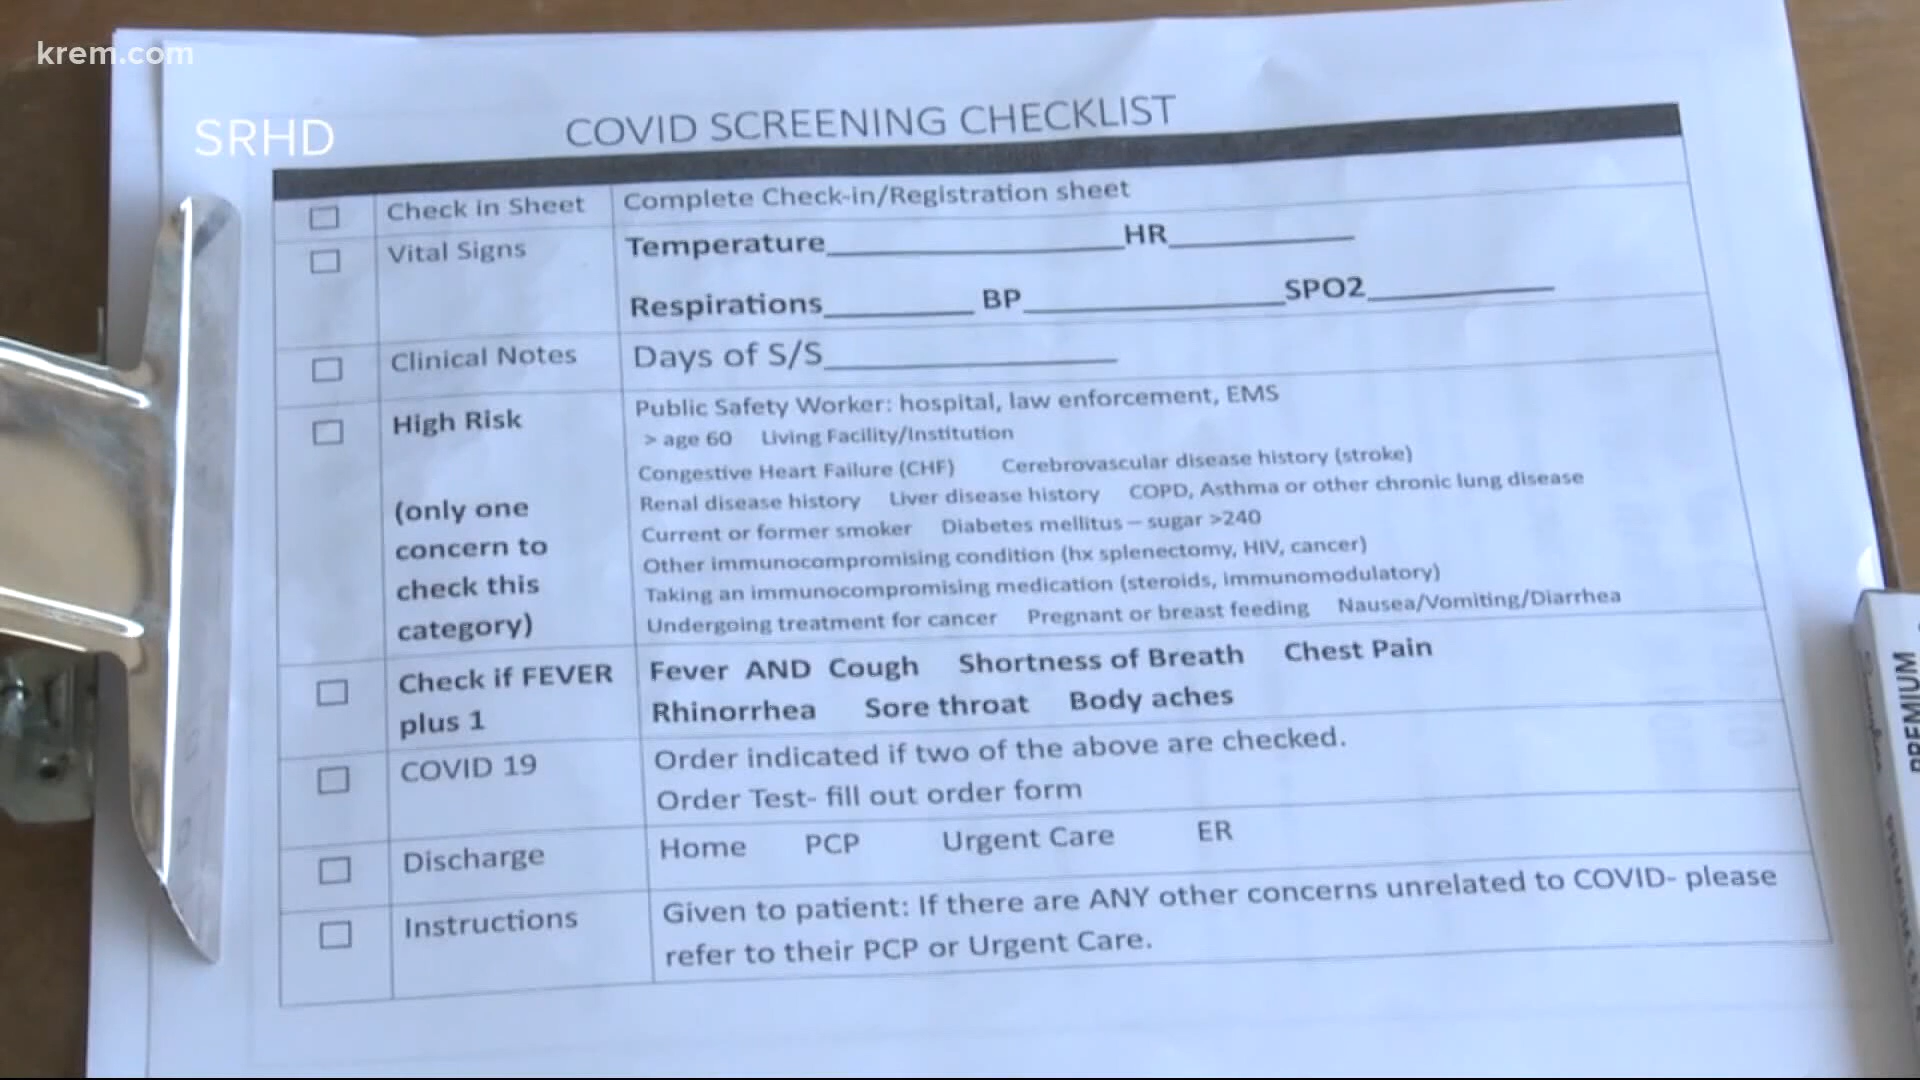 krem.com
SRHD
COVID SCREENING CHECKLIST
Check in Sheet Complete Check-in/Registration sheet
Vital Signs Temperature____________________HR____________
Respirations__________ BP_________________SPO2____________
Clinical Notes Days of S/S___________________
High Risk Public Safety Worker: hospital, law enforcement, EMS
> age 60 Living Facility/Institution
Congestive Heart Failure (CHF) Cerebrovascular disease history (stroke)
(only one Renal disease history Liver disease history COPD, Asthma or other chronic lung disease
concern to Current or former smoker Diabetes mellitus – sugar >240
check this Other immunocompromising condition (hx splenectomy, HIV, cancer)
category) Taking an immunocompromising medication (steroids, immunomodulatory)
Undergoing treatment for cancer Pregnant or breast feeding Nausea/Vomiting/Diarrhea
Check if FEVER Fever AND Cough Shortness of Breath Chest Pain
plus 1 Rhinorrhea Sore throat Body aches
COVID 19 Order indicated if two of the above are checked.
Order Test- fill out order form
Discharge Home PCP Urgent Care ER
Instructions Given to patient: If there are ANY other concerns unrelated to COVID- please
refer to their PCP or Urgent Care.
PREMIUM